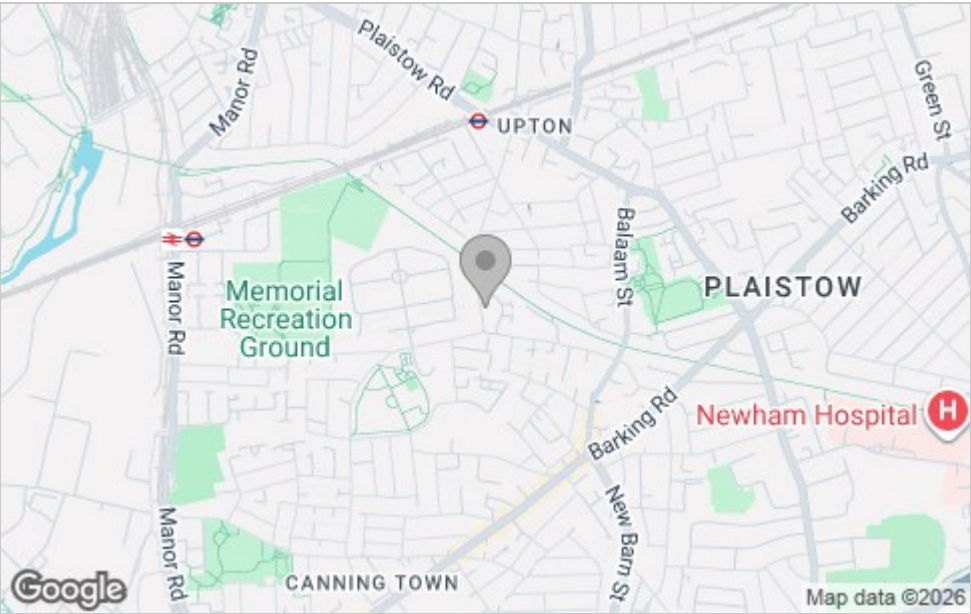 Plaistow Rd
Manor Rd
Green St
UPTON
Barking Rd
Balaam St
Manor Rd
Memorial
Recreation
Ground
PLAISTOW
Barking Rd
Newham Hospital
H
New Barn St
Manor Rd
CANNING TOWN
Google
Map data ©2026